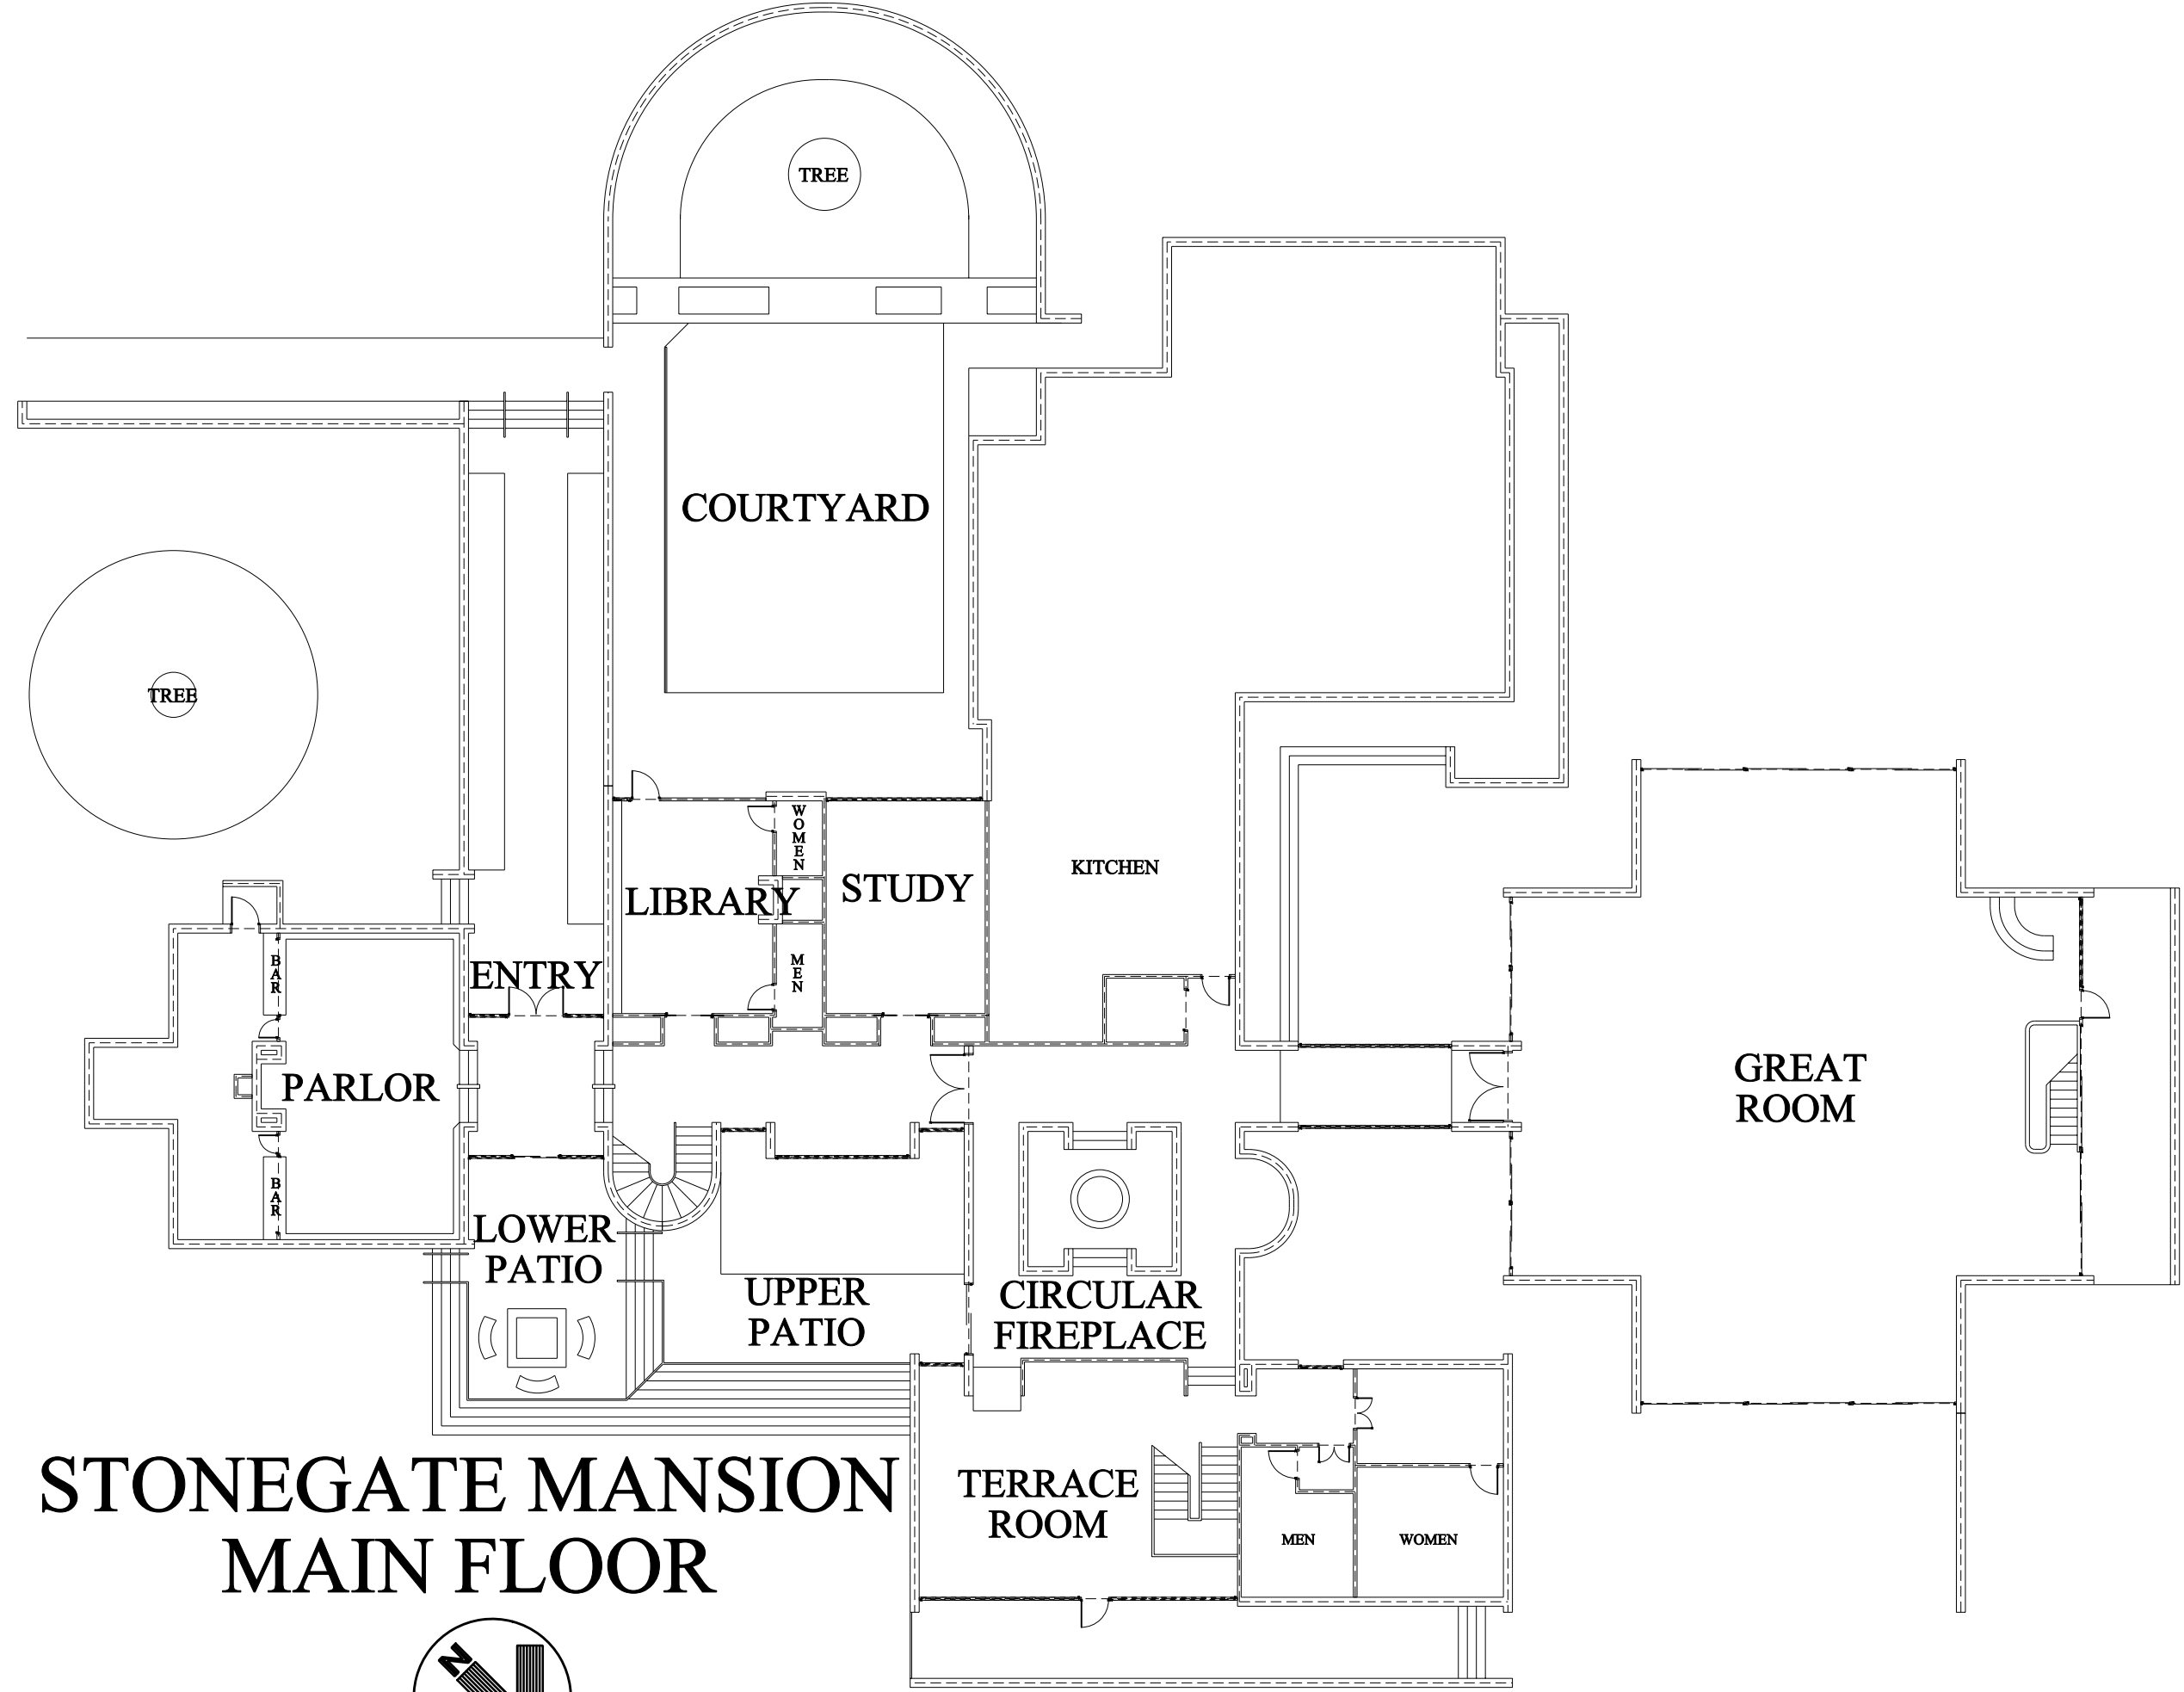 TREE
COURTYARD
TREE
WOMEN
KITCHEN
STUDY
LIBRARY
MEN
BAR
ENTRY
PARLOR
GREAT
ROOM
BAR
LOWER
PATIO
UPPER
PATIO
CIRCULAR
FIREPLACE
TERRACE
ROOM
MEN
WOMEN
STONEGATE MANSION
MAIN FLOOR
N